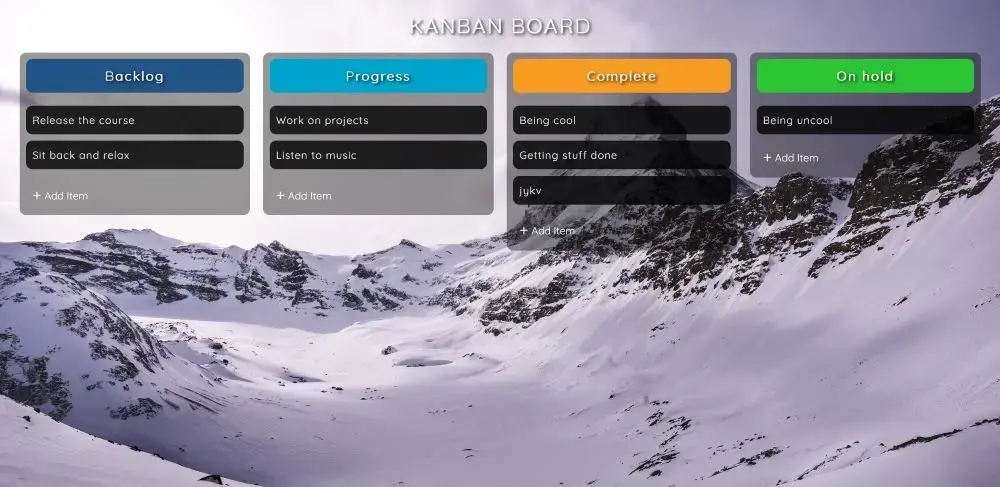 KANBAN BOARD
Backlog
Release the course
Sit back and relax
+ Add Item
Progress
Work on projects
Listen to music
+ Add Item
Complete
Being cool
Getting stuff done
jykv
+ Add Item
On hold
Being uncool
+ Add Item